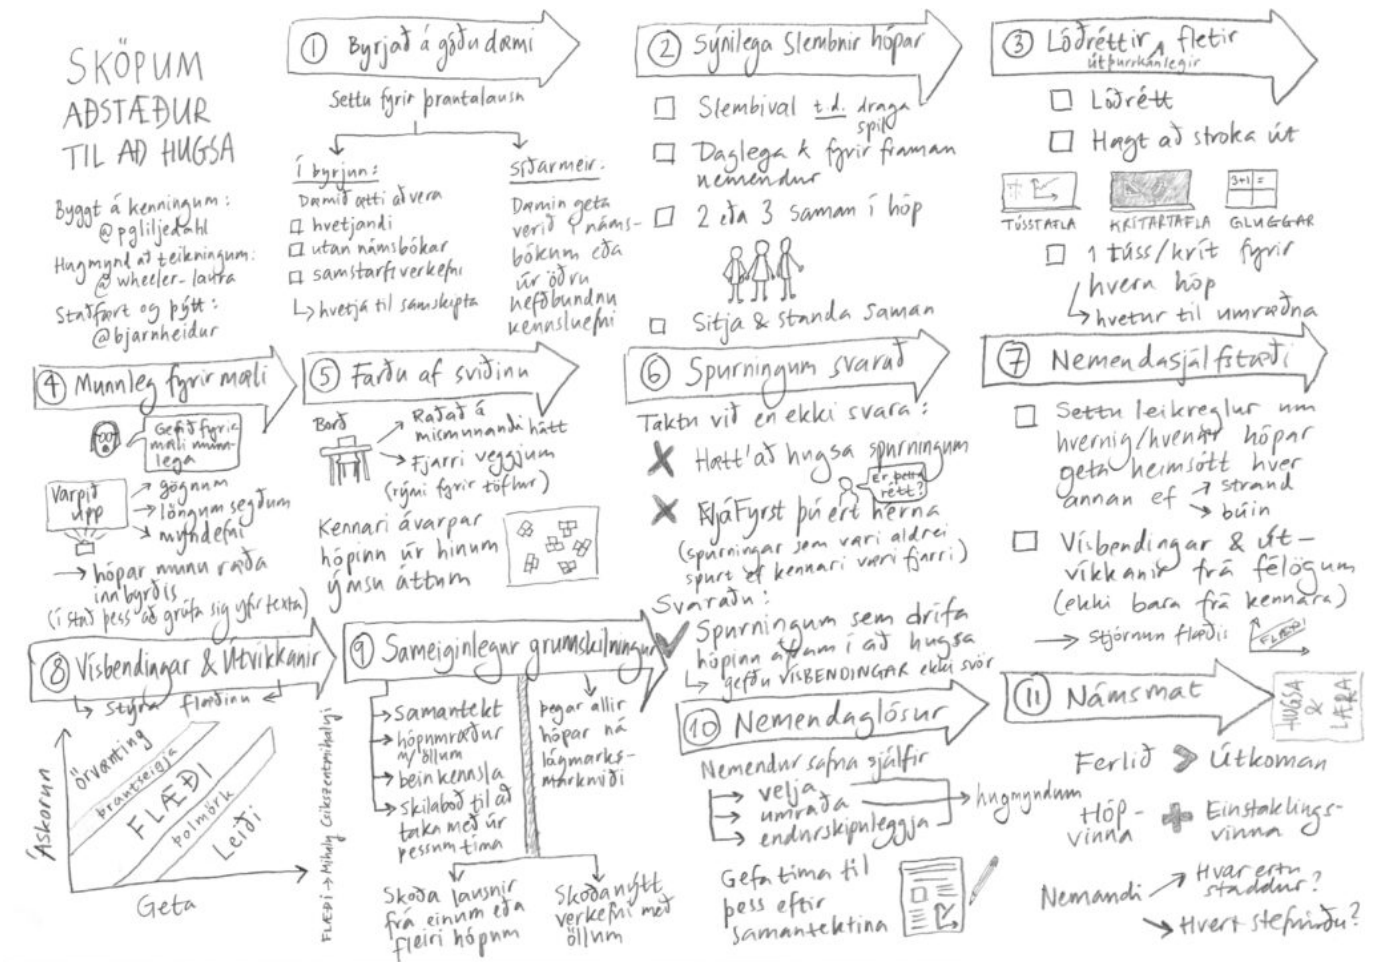 SKÖPUM
AÐSTÆÐUR
TIL AÐ HUGSA
Byggt á kenningum:
@pgliljedahl
Hugmynd að teikningum:
@wheeler-laura
Staðfært og þýtt:
@bjarnheidur
① Byrjað á góðu dæmi
Settu fyrir þrautalausn
Í byrjun:
Dæmið ætti að vera
hvetjandi
utan námsbókar
samstarfsverkefni
↳ hvetja til samskipta
Síðarmeir:
Dæmin geta
verið í náms-
bókum eða
úr öðru
hefðbundnu
kennsluefni
② Sýnilega Slembnir hópar
Slembival t.d. draga
spil
Daglega & fyrir framan
nemendur
2 eða 3 saman í hóp
Sitja & standa saman
③ Lóðréttir fletir
útþurrkanlegir
Lóðrétt
Hægt að stroka út
TÚSSTAFLA
KRÍTARTAFLA
3+1 =
GLUGGAR
1 túss/krít fyrir
hvern hóp
↳ hvetur til umræðna
④ Munnleg fyrirmæli
Gefið fyrir
mæli munn-
lega
Varpið
upp
→ gögnum
→ löngum segðum
→ myndefni
→ hópar munu ræða
innbyrðis
(í stað þess að grúfa sig yfir texta)
⑤ Farðu af sviðinu
Borð
→ Raðað á
mismunandi hátt
→ Fjarri veggjum
(rými fyrir töflur)
Kennari ávarpar
hópinn úr hinum
ýmsu áttum
⑥ Spurningum svarað
Taktu við en ekki svara:
Hætt'að hugsa spurningum
Er þetta
rétt?
Fyrst þú ert hérna
(spurningar sem væri aldrei
spurt ef kennari væri fjarri)
Svaraðu:
Spurningum sem drífa
hópinn áfram í að hugsa
↳ gefðu VÍSBENDINGAR ekki svör
⑦ Nemendasjálfstæði
Settu leikreglur um
hvernig/hvenær hópar
geta heimsótt hver
annan ef → strand
→ búin
Vísbendingar & Út-
víkkanir frá félögum
(ekki bara frá kennara)
→ Stjórnun flæðis
FLÆÐI
⑧ Vísbendingar & Útvíkkanir
↳ Stýra flæðinu
Áskorun
Örvænting
þrautseigja
FLÆÐI
þolmörk
Leiði
Geta
FLÆÐI → Mihaly Csikszentmihalyi
⑨ Sameiginlegur grunnskilningur
→ Samantekt
→ hópumræður
m/ öllum
→ bein kennsla
→ skilaboð til að
taka með úr
þessum tíma
þegar allir
hópar ná
lágmarks-
markmiði
Skoða lausnir
frá einum eða
fleiri hópum
Skoða nýtt
verkefni með
öllum
⑩ Nemendaglósur
Nemendur safna sjálfir
→ velja
→ umræða
→ endurskipuleggja
→ hugmyndum
Gefa tíma til
þess eftir
samantektina
⑪ Námsmat
HUGSA
&
LÆRA
Ferlið > Útkoman
Hóp-
vinna
+
Einstaklings-
vinna
Nemandi
→ Hvar ertu
staddur?
→ Hvert stefnirðu?